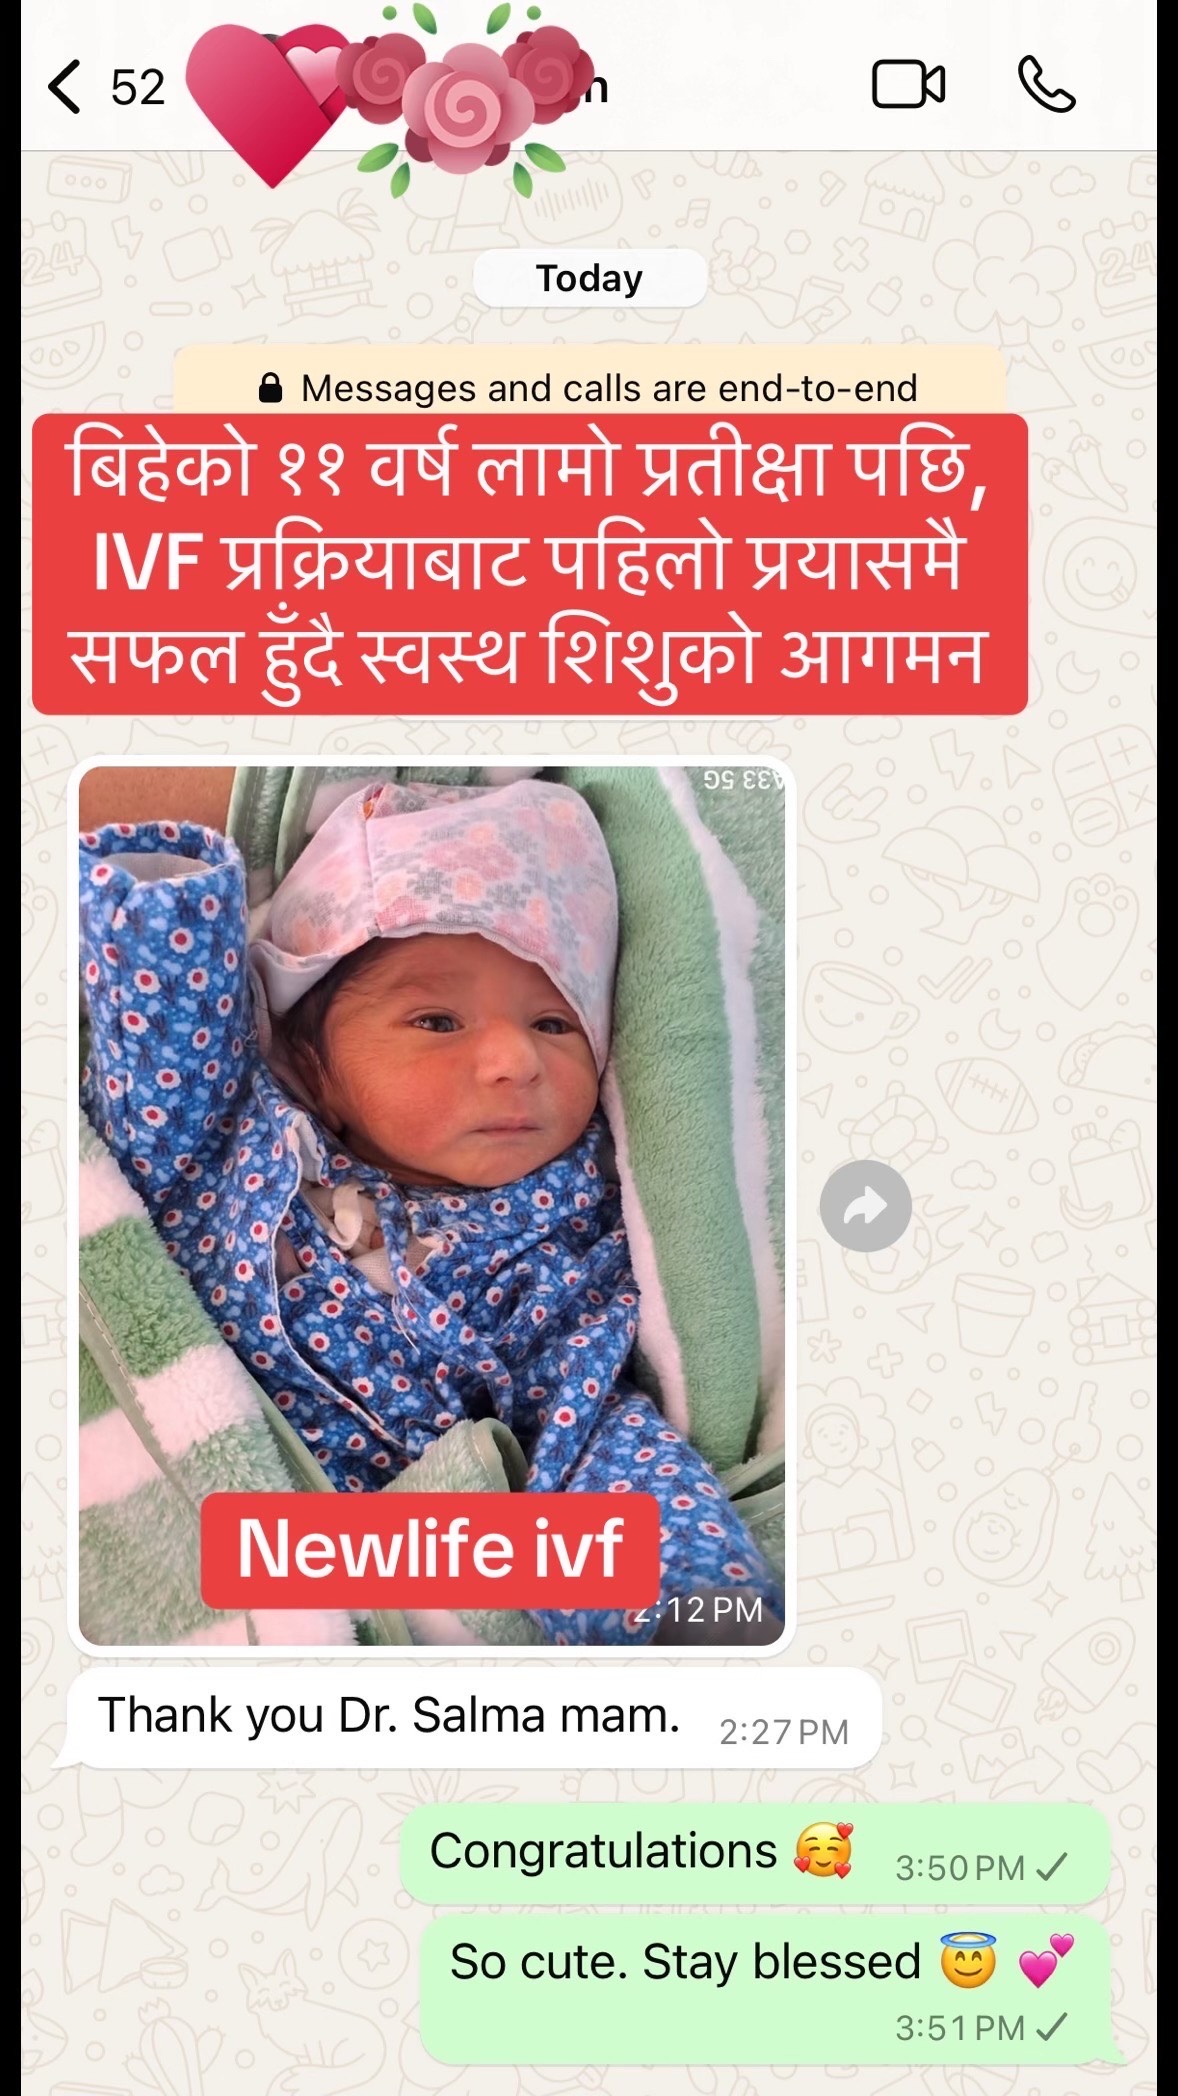 52
Today
Messages and calls are end-to-end
बिहेको ११ वर्ष लामो प्रतीक्षा पछि,
IVF प्रक्रियाबाट पहिलो प्रयासमै
सफल हुँदै स्वस्थ शिशुको आगमन
A33 5G
Newlife ivf
2:12 PM
Thank you Dr. Salma mam. 2:27 PM
Congratulations 🥰 3:50 PM
So cute. Stay blessed 😇 💕
3:51 PM